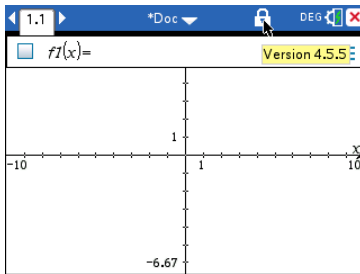 1.1 *Doc DEG
f1(x)=
Version 4.5.5
1
x
-10 1 10
-6.67